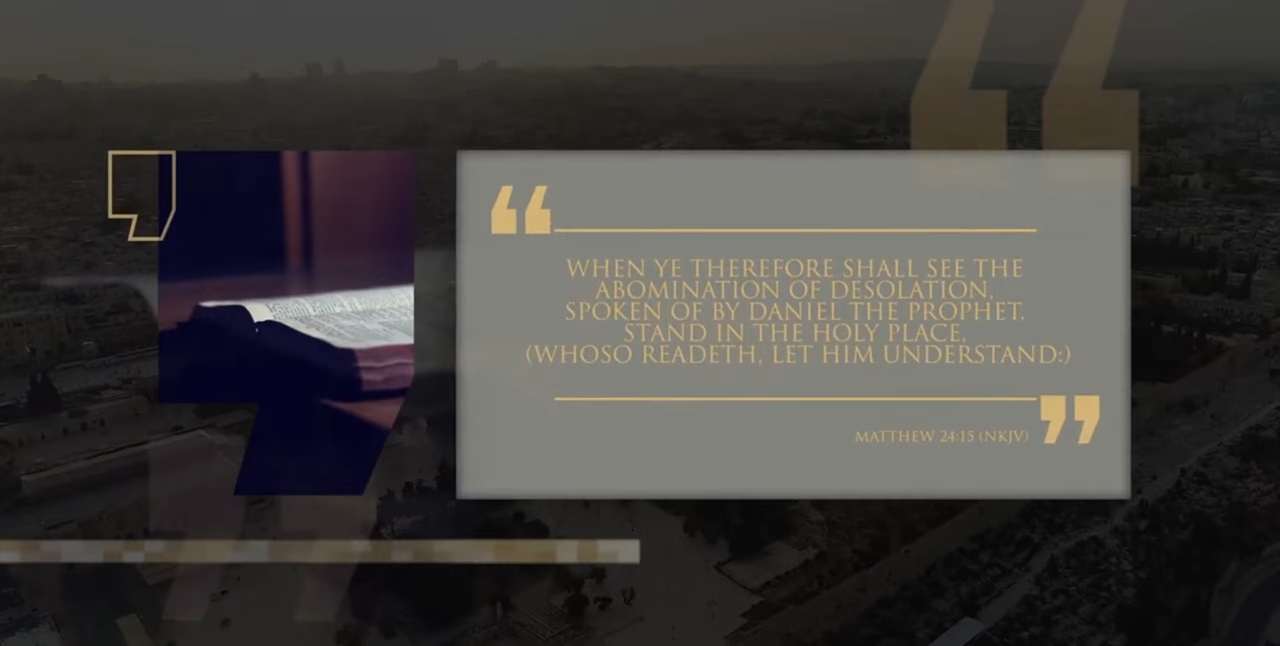 “
WHEN YE THEREFORE SHALL SEE THE
ABOMINATION OF DESOLATION,
SPOKEN OF BY DANIEL THE PROPHET,
STAND IN THE HOLY PLACE,
(WHOSO READETH, LET HIM UNDERSTAND:)
MATTHEW 24:15 (NKJV) ”